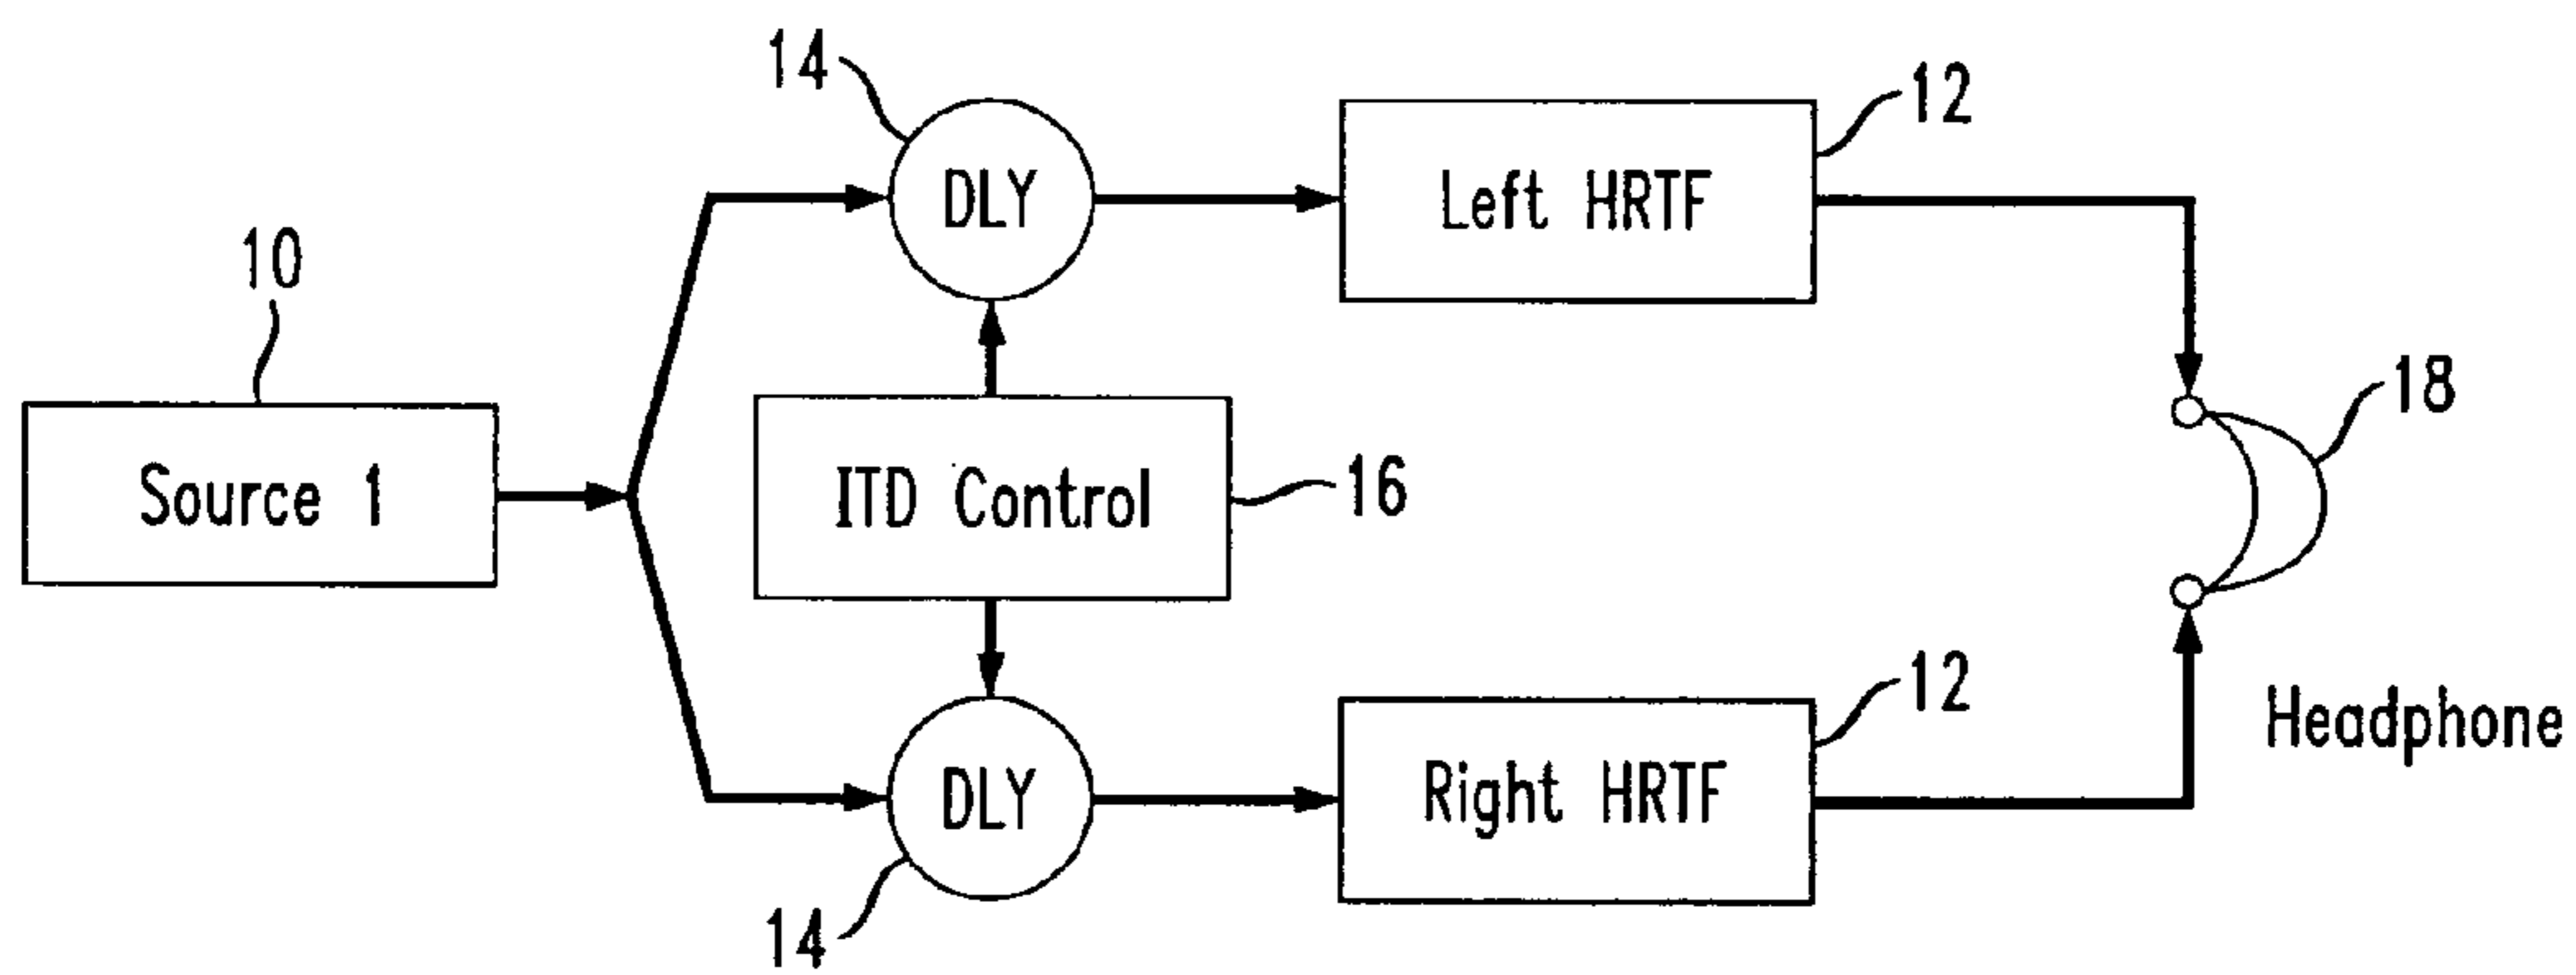 14
DLY
Left HRTF
12
10
Source 1
ITD Control
16
18
Headphone
14
DLY
Right HRTF
12